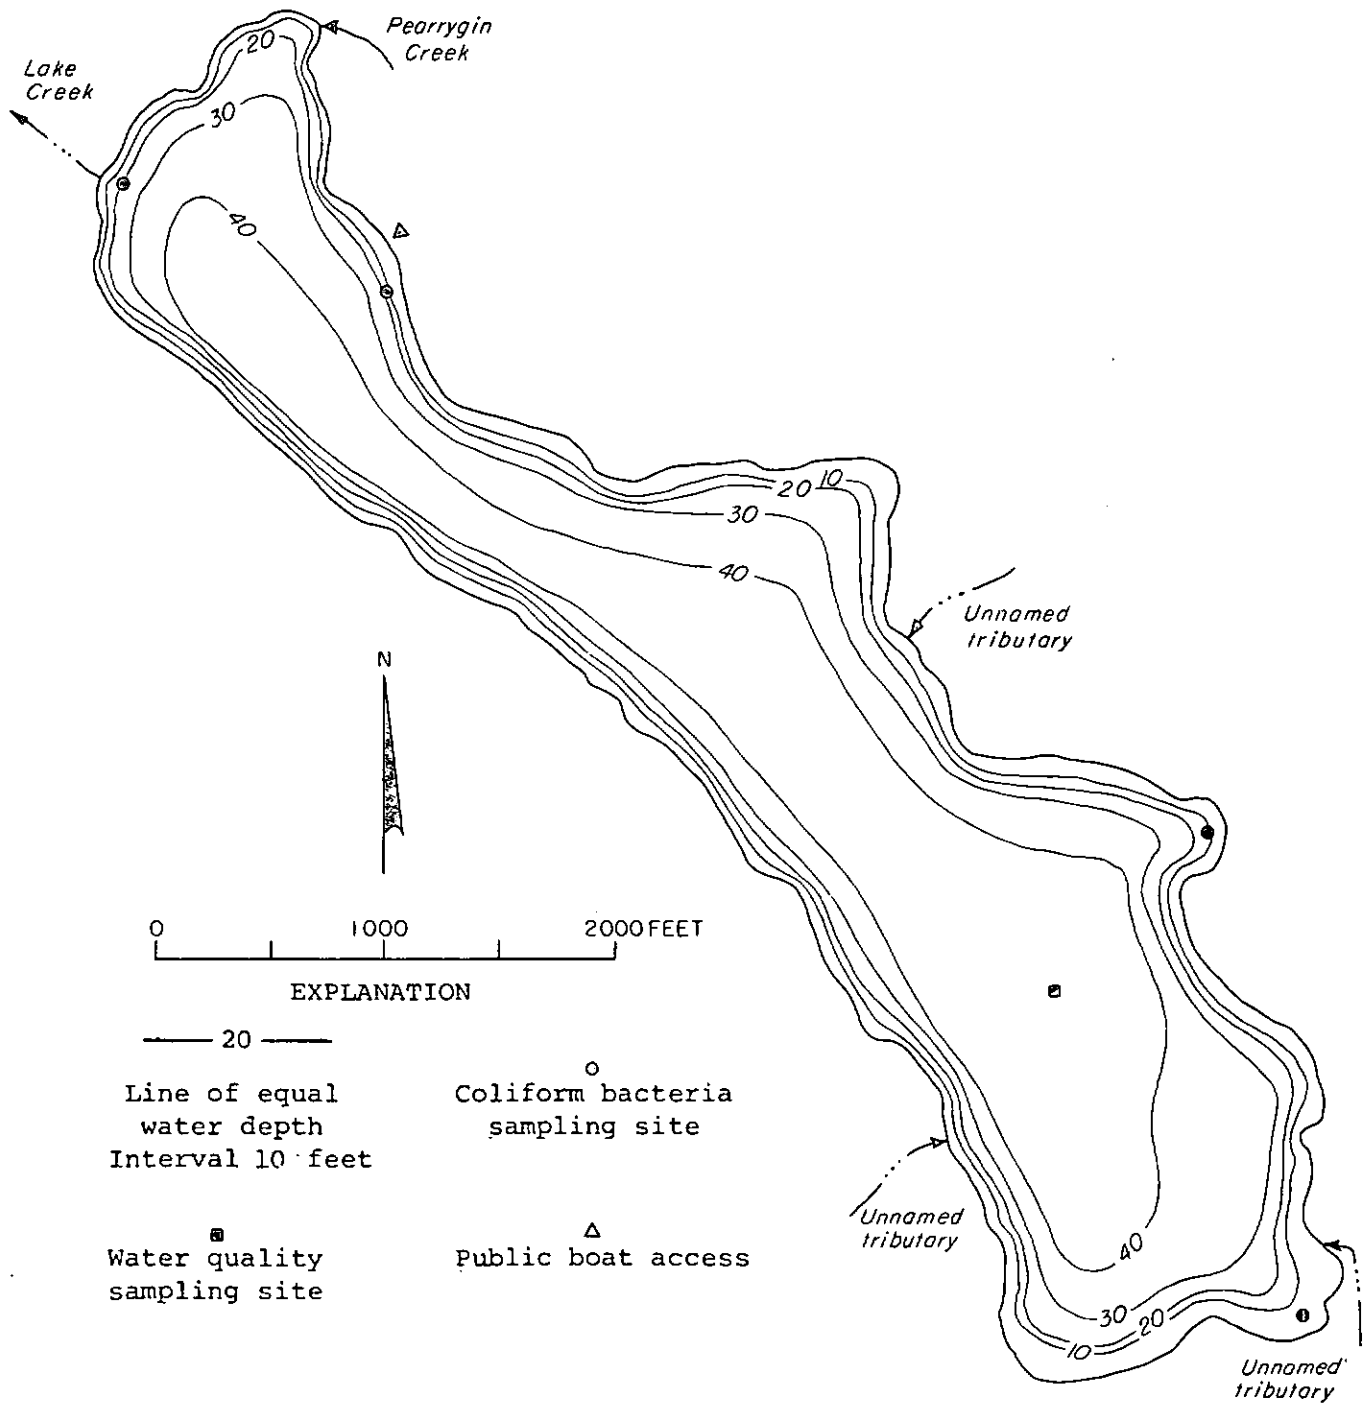 Pearrygin
Creek
Lake
Creek
20
30
40
20 10
30
40
Unnamed
tributary
N
0 1000 2000 FEET
EXPLANATION
20
Line of equal
water depth
Interval 10 feet
Coliform bacteria
sampling site
Water quality
sampling site
Public boat access
Unnamed
tributary
40
30
20
10
Unnamed
tributary